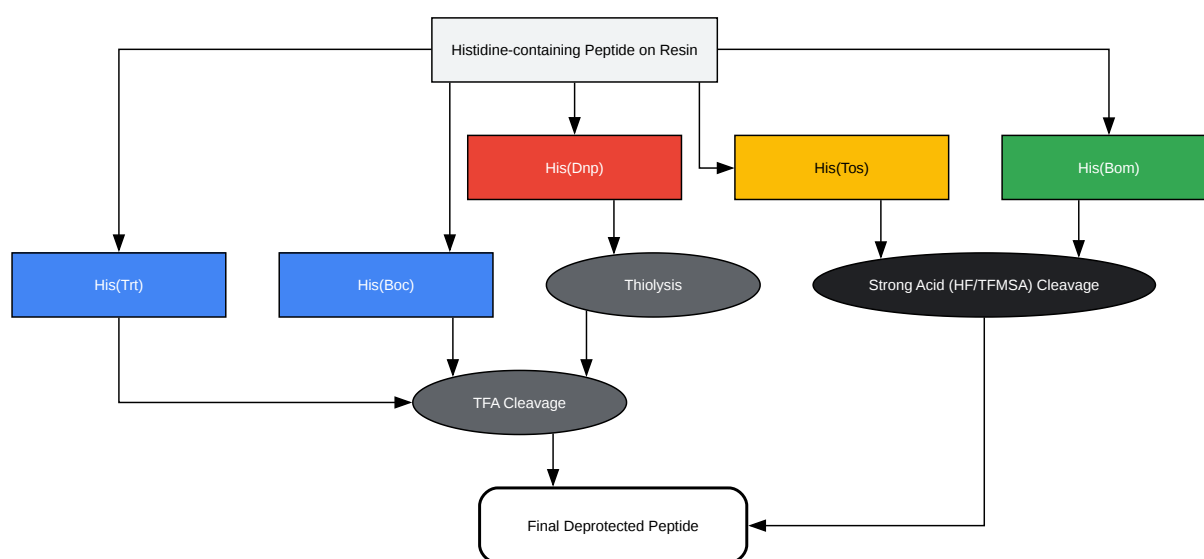 Histidine-containing Peptide on Resin
His(Dnp)
His(Tos)
His(Bom)
His(Trt)
His(Boc)
Thiolysis
Strong Acid (HF/TFMSA) Cleavage
TFA Cleavage
Final Deprotected Peptide